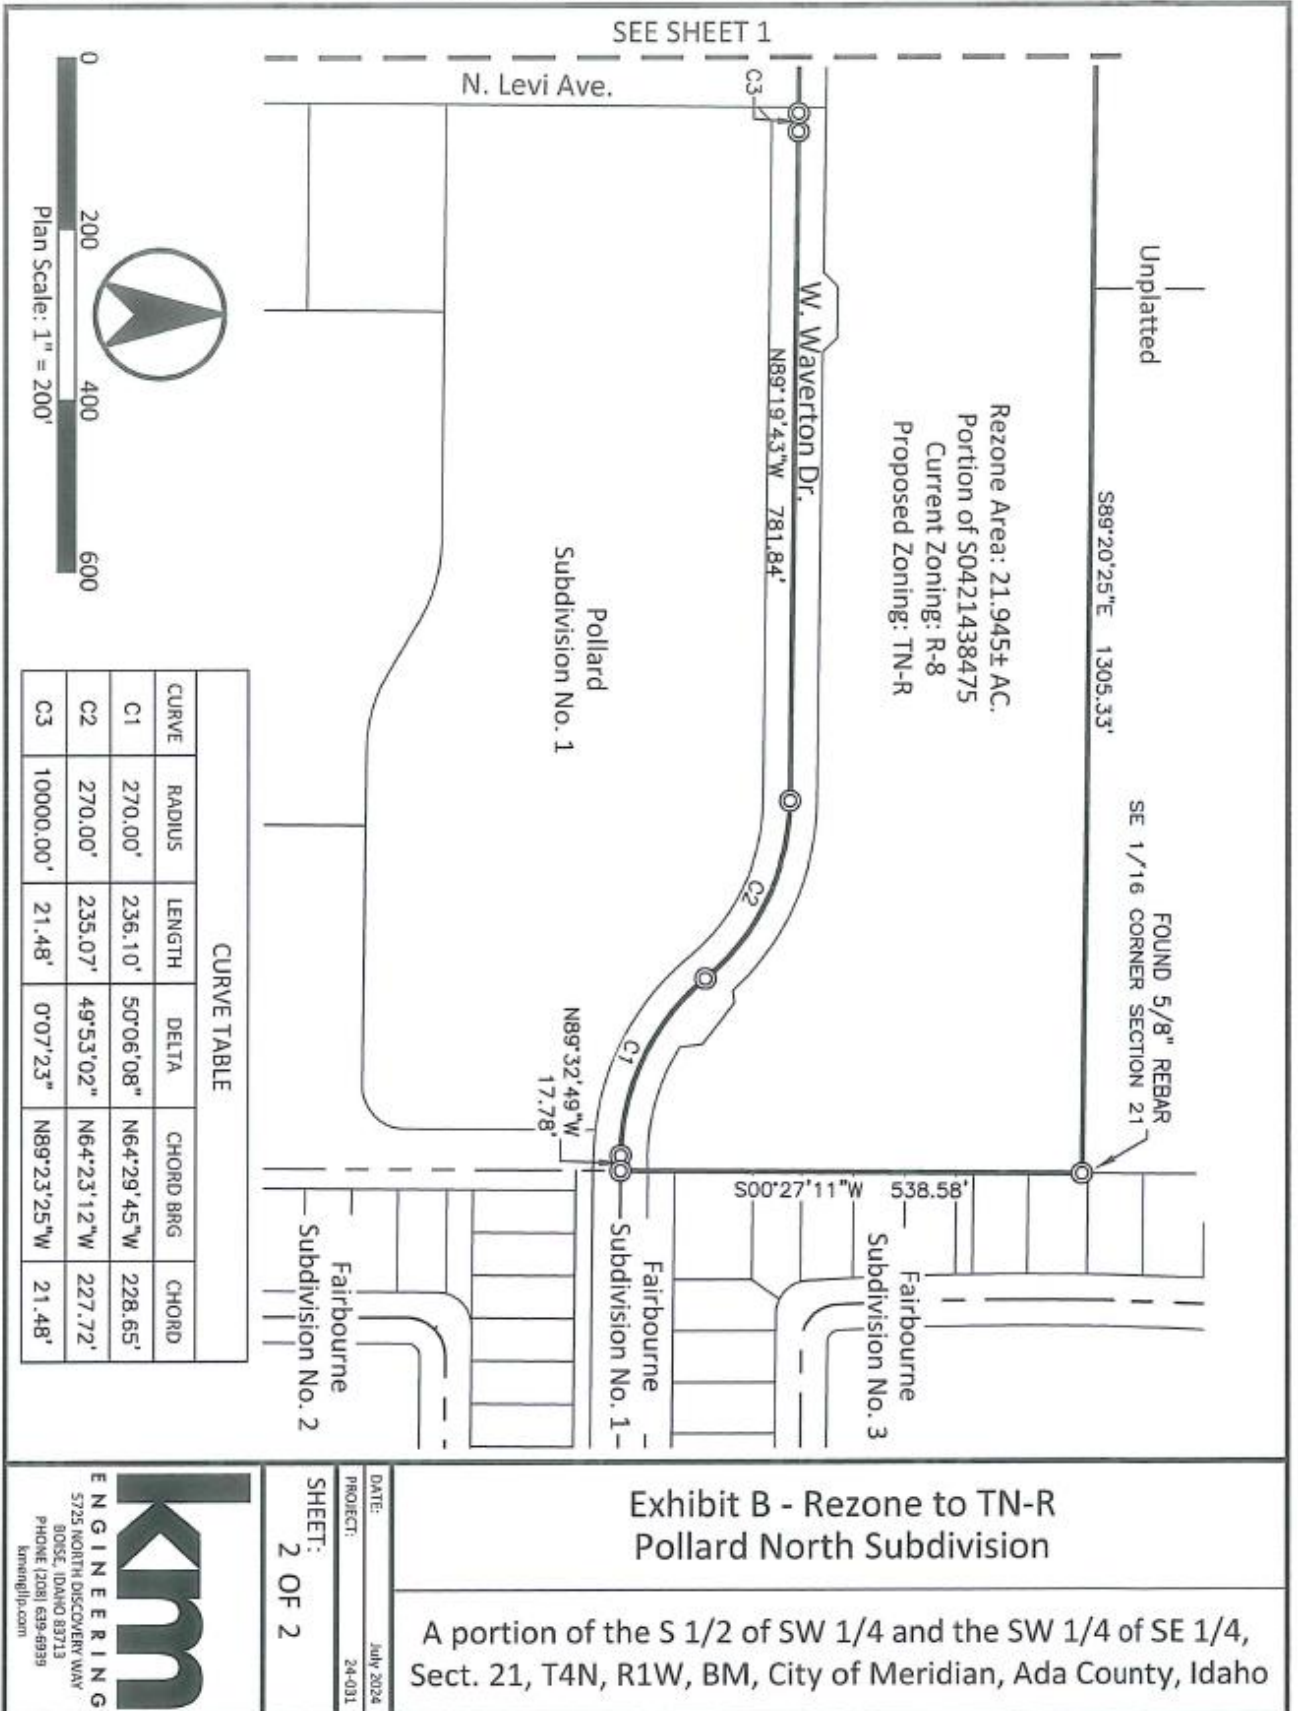 SEE SHEET 1
N. Levi Ave.
C3
0
200
400
600
Plan Scale: 1" = 200'
Unplatted
W. Waverton Dr.
N89°19'43"W 781.84'
Rezone Area: 21.945± AC.
Portion of S0421438475
Current Zoning: R-8
Proposed Zoning: TN-R
S89°20'25"E 1305.33'
FOUND 5/8" REBAR
SE 1/16 CORNER SECTION 21
Pollard
Subdivision No. 1
C2
C1
N89°32'49"W
17.78'
S00°27'11"W 538.58'
Fairbourne
Subdivision No. 3
Fairbourne
Subdivision No. 1
Fairbourne
Subdivision No. 2
CURVE TABLE
CURVE RADIUS LENGTH DELTA CHORD BRG CHORD
C1 270.00' 236.10' 50°06'08" N64°29'45"W 228.65'
C2 270.00' 235.07' 49°53'02" N64°23'12"W 227.72'
C3 10000.00' 21.48' 0°07'23" N89°23'25"W 21.48'
Exhibit B - Rezone to TN-R
Pollard North Subdivision
A portion of the S 1/2 of SW 1/4 and the SW 1/4 of SE 1/4,
Sect. 21, T4N, R1W, BM, City of Meridian, Ada County, Idaho
DATE: July 2024
PROJECT: 24-031
SHEET:
2 OF 2
km
ENGINEERING
5725 NORTH DISCOVERY WAY
BOISE, IDAHO 83713
PHONE (208) 639-6939
kmengllp.com